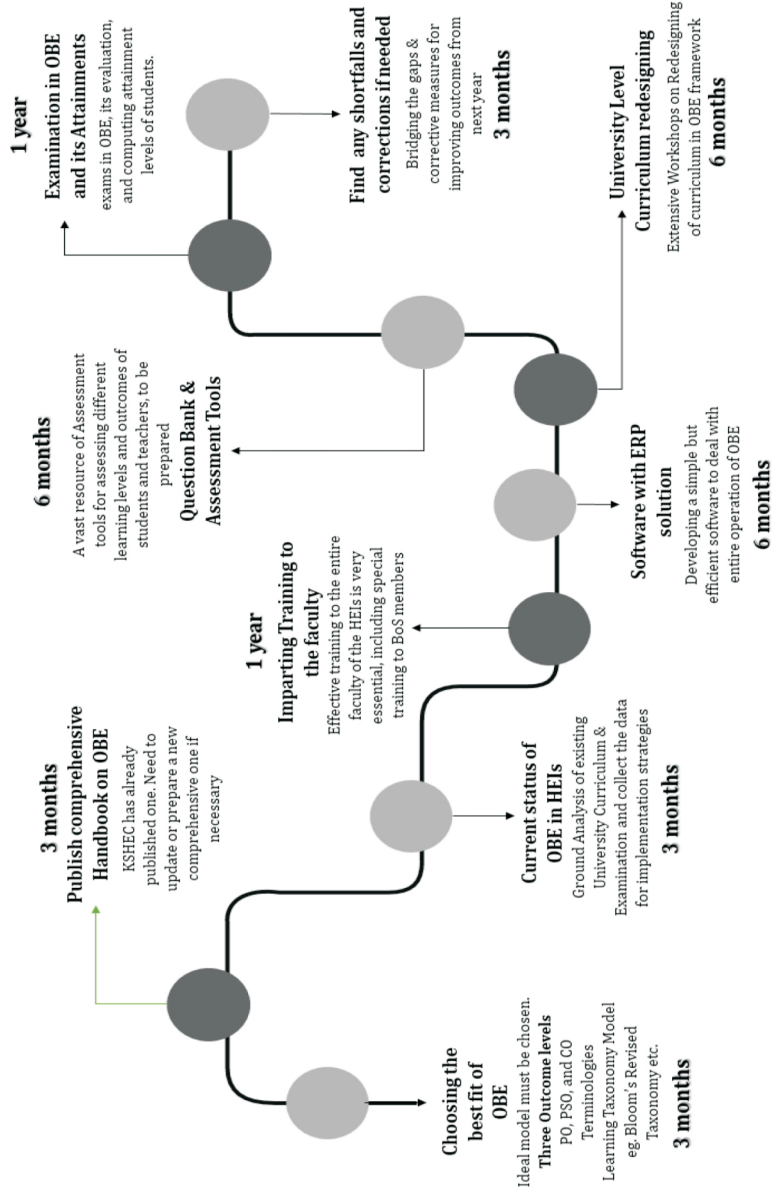 Choosing the
best fit of
OBE
Ideal model must be chosen.
Three Outcome levels
PO, PSO, and CO
Terminologies
Learning Taxonomy Model
eg. Bloom's Revised
Taxonomy etc.
3 months
3 months
Publish comprehensive
Handbook on OBE
KSHEC has already
published one. Need to
update or prepare a new
comprehensive one if
necessary
Current status of
OBE in HEIs
Ground Analysis of existing
University Curriculum &
Examination and collect the data
for implementation strategies
3 months
1 year
Imparting Training to
the faculty
Effective training to the entire
faculty of the HEIs is very
essential, including special
training to BoS members
Software with ERP
solution
Developing a simple but
efficient software to deal with
entire operation of OBE
6 months
University Level
Curriculum redesigning
Extensive Workshops on Redesigning
of curriculum in OBE framework
6 months
6 months
A vast resource of Assessment
tools for assessing different
learning levels and outcomes of
students and teachers, to be
prepared
Question Bank &
Assessment Tools
1 year
Examination in OBE
and its Attainments
exams in OBE, its evaluation,
and computing attainment
levels of students.
Find any shortfalls and
corrections if needed
Bridging the gaps &
corrective measures for
improving outcomes from
next year
3 months